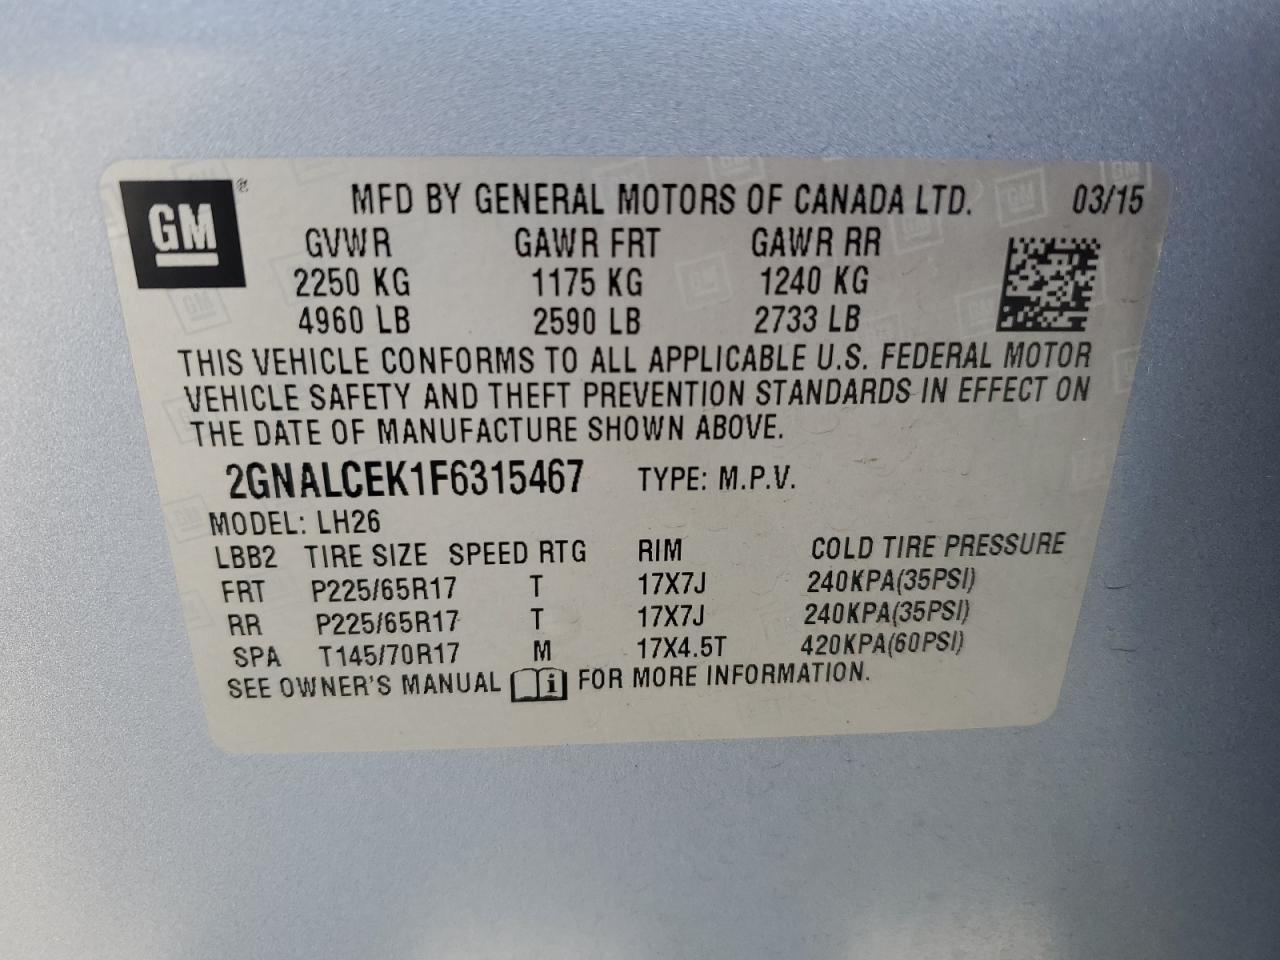 GM®
MFD BY GENERAL MOTORS OF CANADA LTD. 03/15
GVWR GAWR FRT GAWR RR
2250 KG 1175 KG 1240 KG
4960 LB 2590 LB 2733 LB
THIS VEHICLE CONFORMS TO ALL APPLICABLE U.S. FEDERAL MOTOR
VEHICLE SAFETY AND THEFT PREVENTION STANDARDS IN EFFECT ON
THE DATE OF MANUFACTURE SHOWN ABOVE.
2GNALCEK1F6315467 TYPE: M.P.V.
MODEL: LH26
LBB2 TIRE SIZE SPEED RTG RIM COLD TIRE PRESSURE
FRT P225/65R17 T 17X7J 240KPA(35PSI)
RR P225/65R17 T 17X7J 240KPA(35PSI)
SPA T145/70R17 M 17X4.5T 420KPA(60PSI)
SEE OWNER'S MANUAL i FOR MORE INFORMATION.